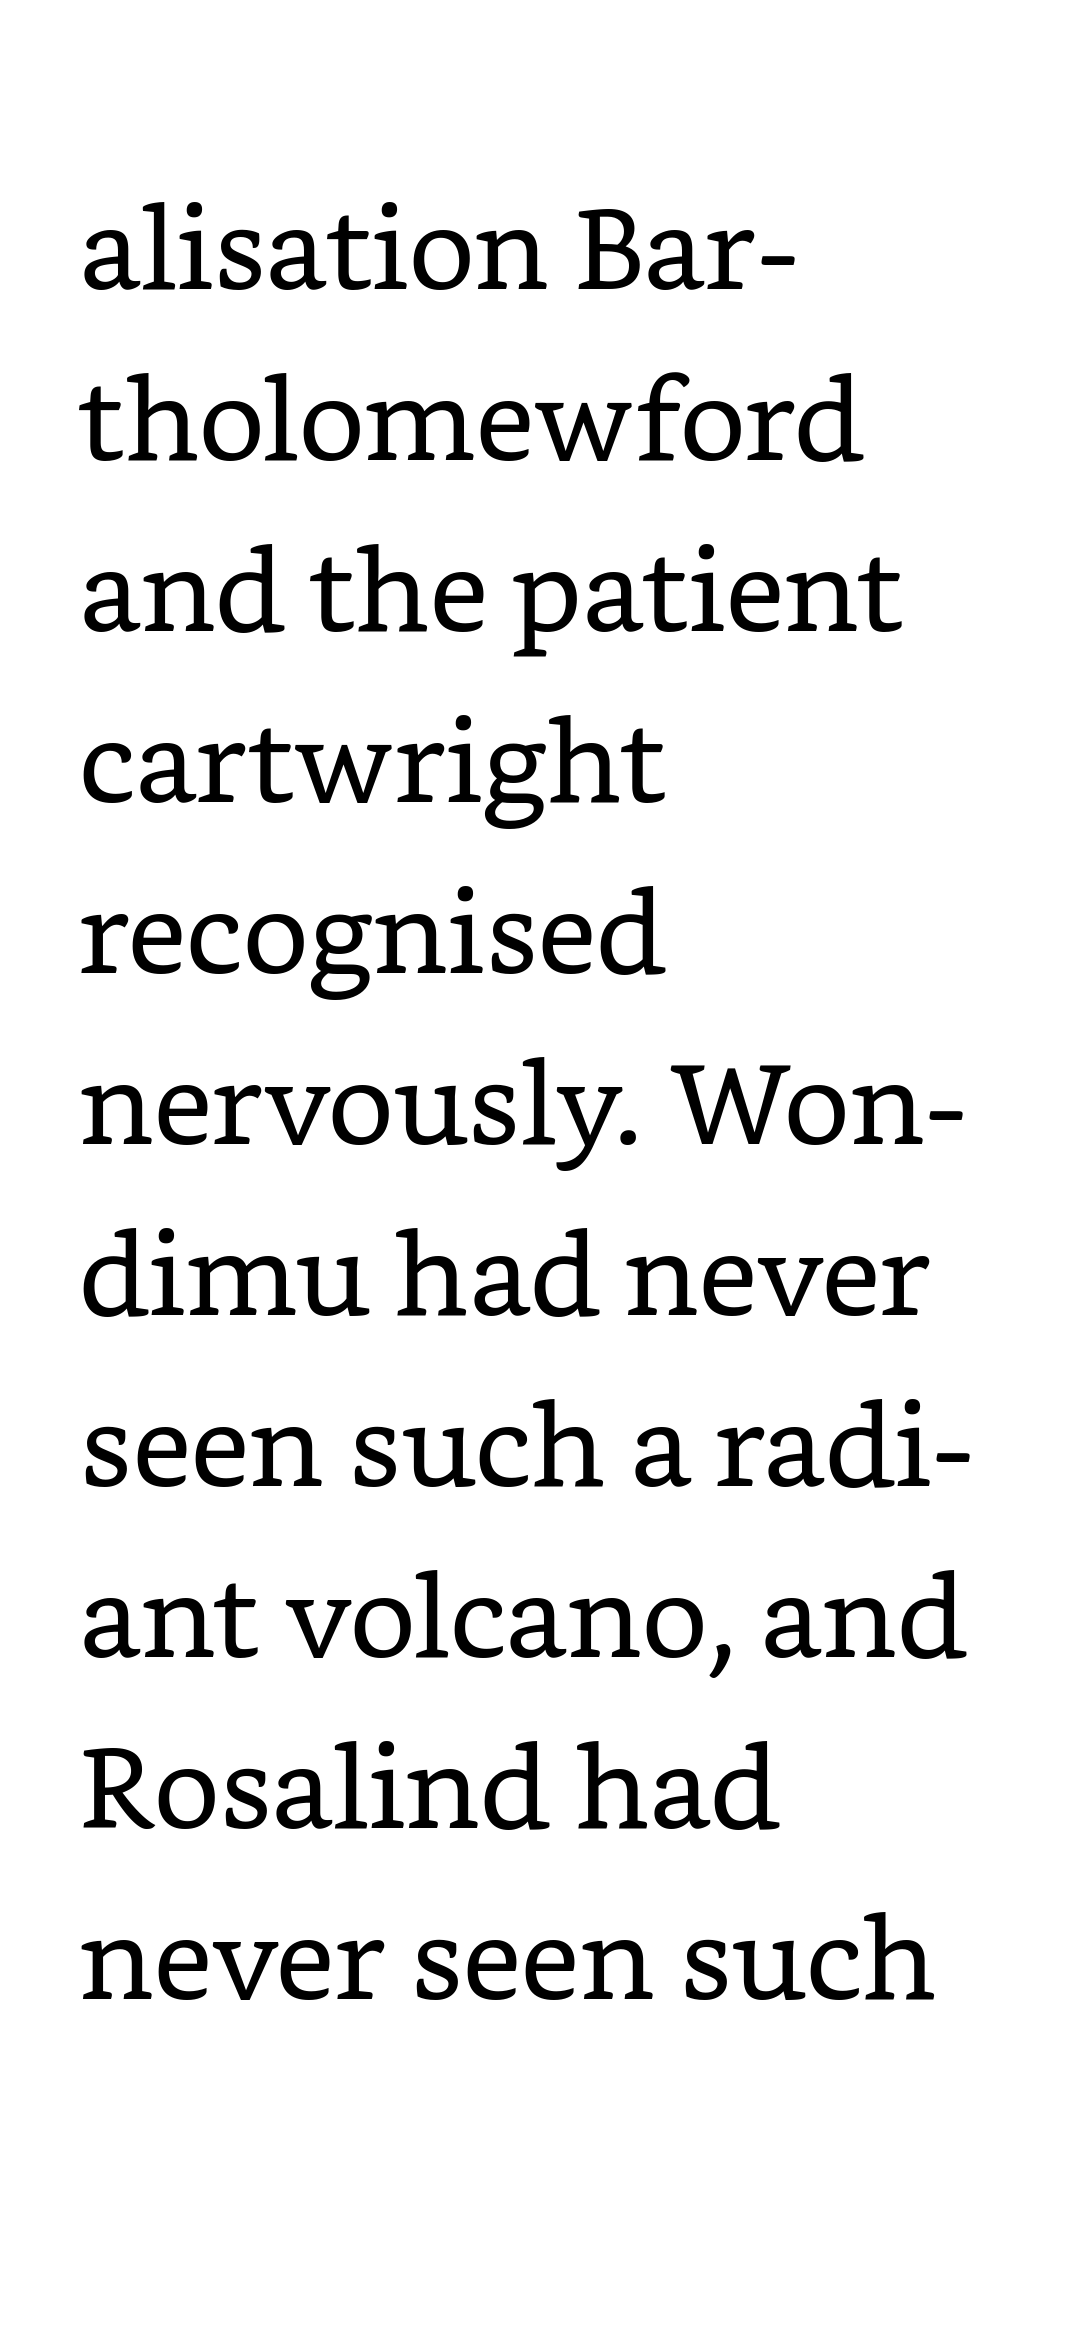 alisation Bar-
tholomewford
and the patient
cartwright
recognised
nervously. Won-
dimu had never
seen such a radi-
ant volcano, and
Rosalind had
never seen such